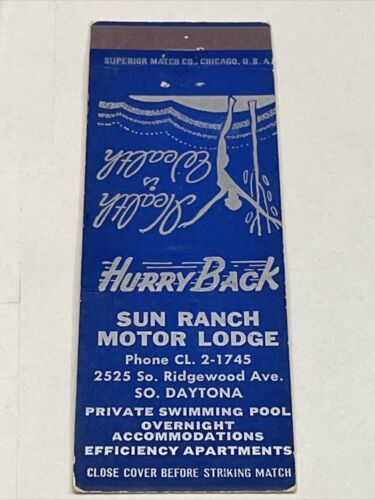 SUPERIOR MATCH CO., CHICAGO, U.S.A.
Health
is
Wealth
HURRY BACK
SUN RANCH
MOTOR LODGE
Phone CL. 2-1745
2525 So. Ridgewood Ave.
SO. DAYTONA
PRIVATE SWIMMING POOL
OVERNIGHT
ACCOMMODATIONS
EFFICIENCY APARTMENTS
CLOSE COVER BEFORE STRIKING MATCH